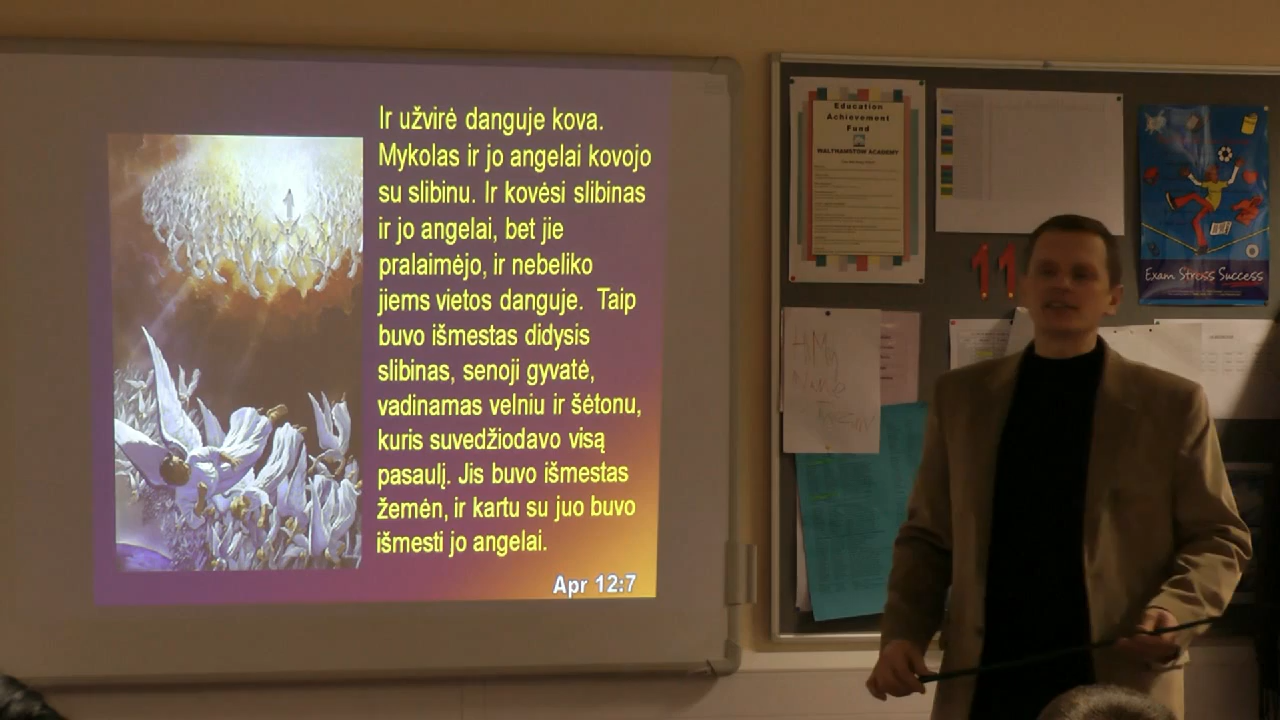 Ir užvirė danguje kova.
Mykolas ir jo angelai kovojo
su slibinu. Ir kovėsi slibinas
ir jo angelai, bet jie
pralaimėjo, ir nebeliko
jiems vietos danguje. Taip
buvo išmestas didysis
slibinas, senoji gyvatė,
vadinamas velniu ir šėtonu,
kuris suvedžiodavo visą
pasaulį. Jis buvo išmestas
žemėn, ir kartu su juo buvo
išmesti jo angelai.
Apr 12:7
Education
Achievement
Fund
WALTHAMSTOW ACADEMY
11
Exam Stress Success